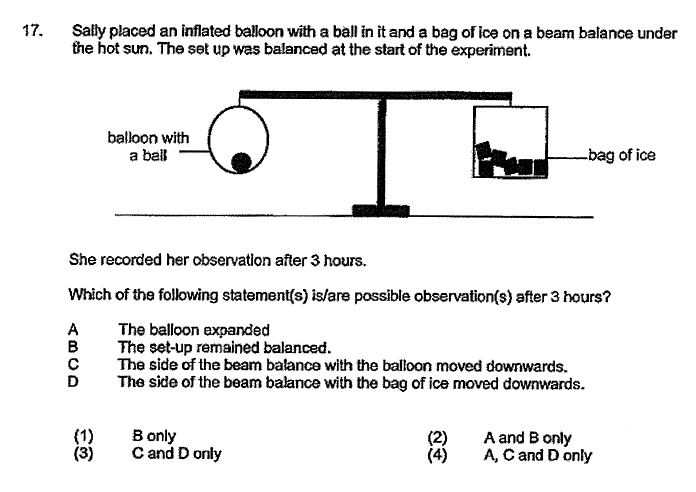 17. Sally placed an inflated balloon with a ball in it and a bag of ice on a beam balance under
the hot sun. The set up was balanced at the start of the experiment.
balloon with
a ball
bag of ice
She recorded her observation after 3 hours.
Which of the following statement(s) is/are possible observation(s) after 3 hours?
A The balloon expanded
B The set-up remained balanced.
C The side of the beam balance with the balloon moved downwards.
D The side of the beam balance with the bag of ice moved downwards.
(1) B only (2) A and B only
(3) C and D only (4) A, C and D only